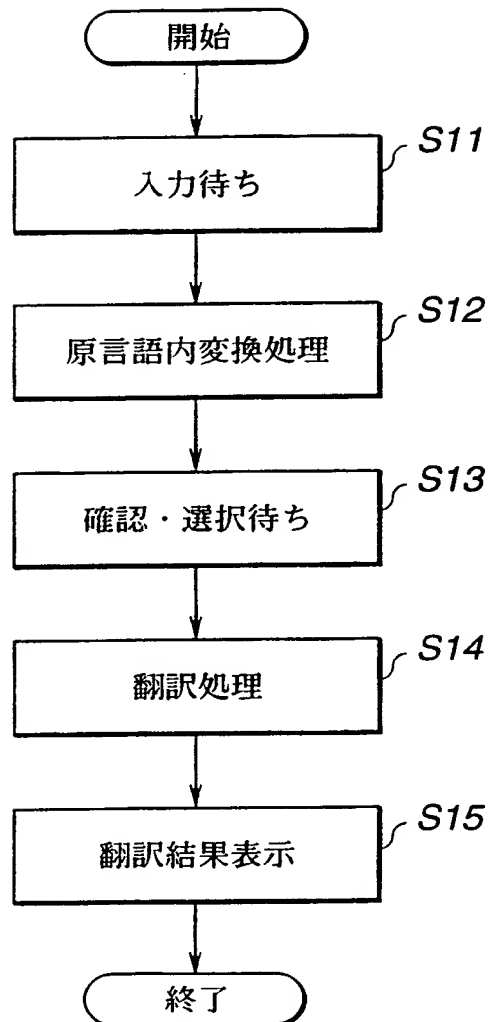 開始
S11
入力待ち
S12
原言語内変換処理
S13
確認・選択待ち
S14
翻訳処理
S15
翻訳結果表示
終了